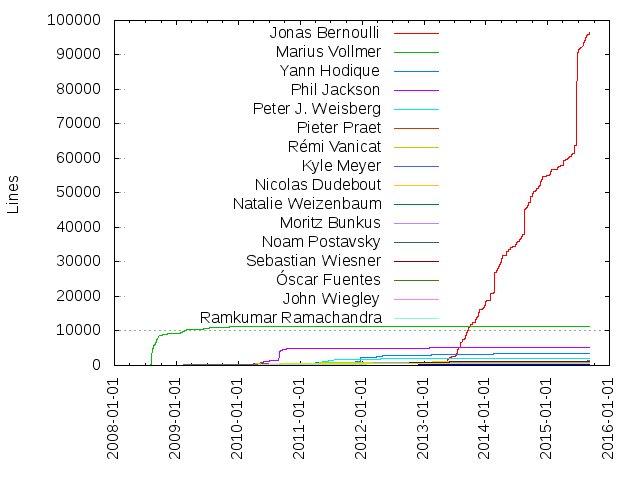 Lines
100000
90000
80000
70000
60000
50000
40000
30000
20000
10000
0
Jonas Bernoulli
Marius Vollmer
Yann Hodique
Phil Jackson
Peter J. Weisberg
Pieter Praet
Rémi Vanicat
Kyle Meyer
Nicolas Dudebout
Natalie Weizenbaum
Moritz Bunkus
Noam Postavsky
Sebastian Wiesner
Óscar Fuentes
John Wiegley
Ramkumar Ramachandra
2008-01-01
2009-01-01
2010-01-01
2011-01-01
2012-01-01
2013-01-01
2014-01-01
2015-01-01
2016-01-01